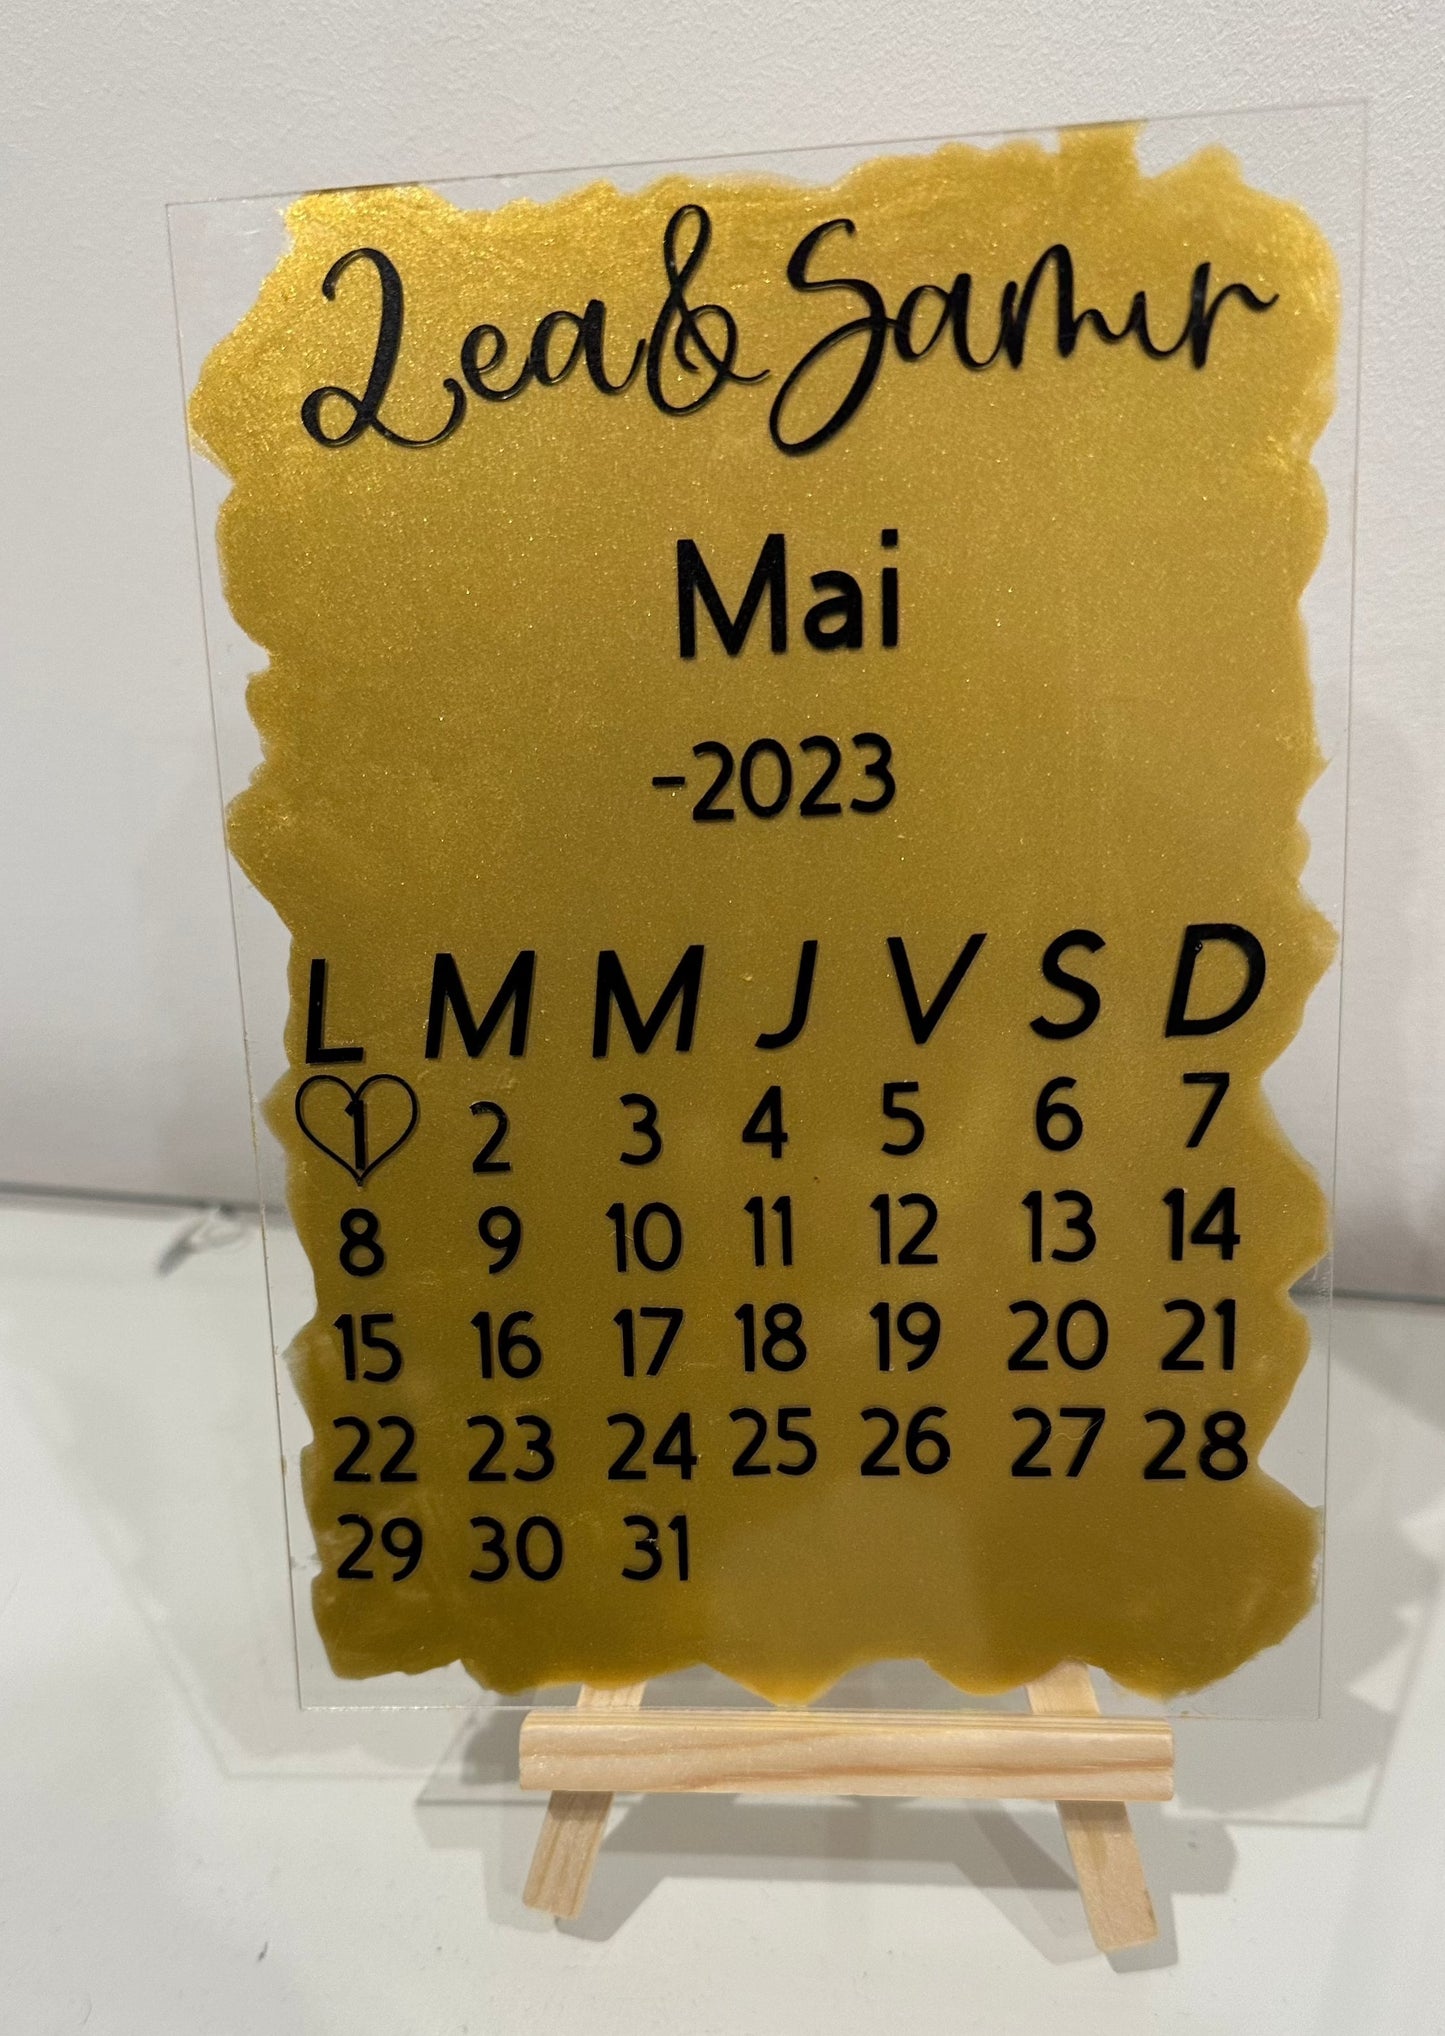 Lea & Samir
Mai
-2023
L M M J V S D
1 2 3 4 5 6 7
8 9 10 11 12 13 14
15 16 17 18 19 20 21
22 23 24 25 26 27 28
29 30 31